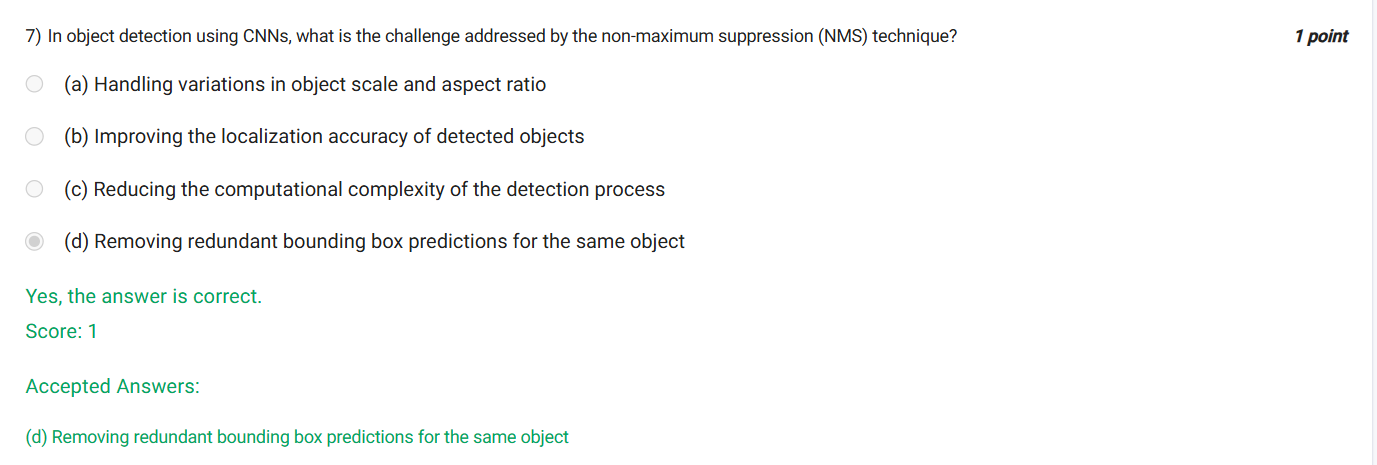 7) In object detection using CNNs, what is the challenge addressed by the non-maximum suppression (NMS) technique? 1 point
(a) Handling variations in object scale and aspect ratio
(b) Improving the localization accuracy of detected objects
(c) Reducing the computational complexity of the detection process
(d) Removing redundant bounding box predictions for the same object
Yes, the answer is correct.
Score: 1
Accepted Answers:
(d) Removing redundant bounding box predictions for the same object